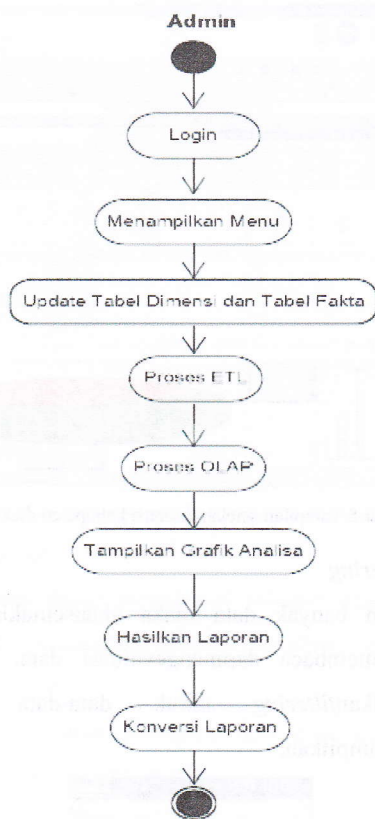 Admin
Login
Menampilkan Menu
Update Tabel Dimensi dan Tabel Fakta
Proses ETL
Proses OLAP
Tampilkan Grafik Analisa
Hasilkan Laporan
Konversi Laporan